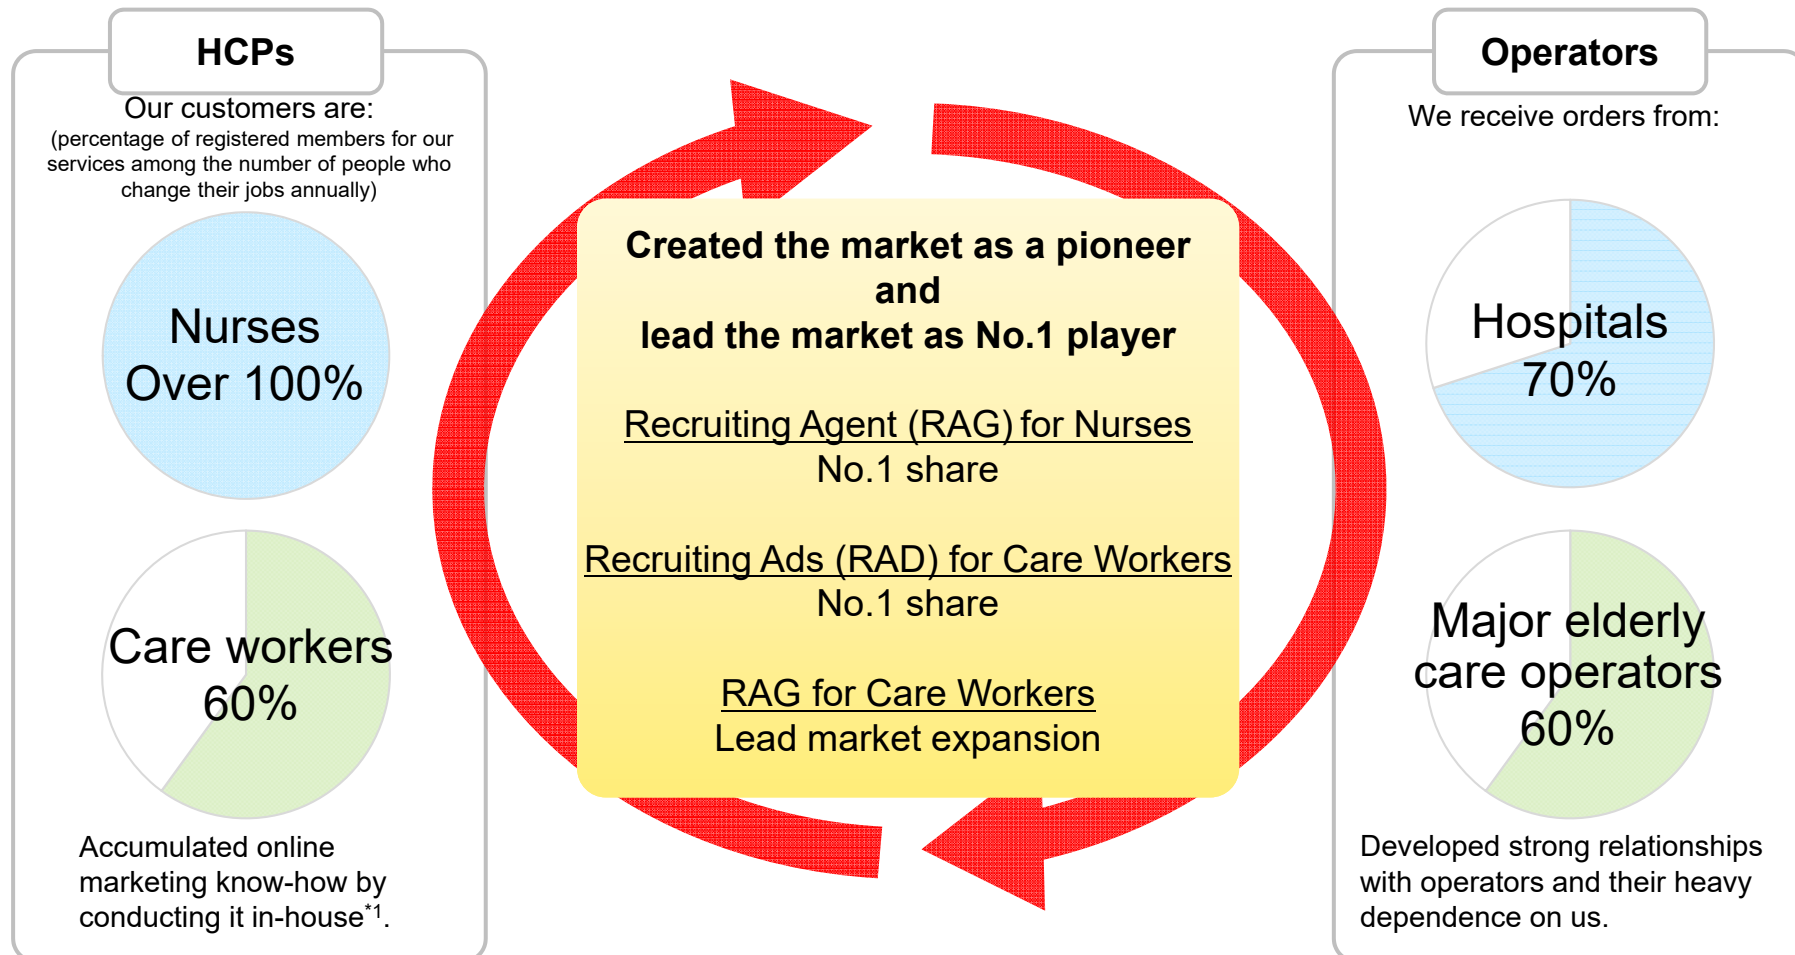 HCPs
Our customers are:
(percentage of registered members for our
services among the number of people who
change their jobs annually)
Nurses
Over 100%
Care workers
60%
Accumulated online
marketing know-how by
conducting it in-house*1.
Created the market as a pioneer
and
lead the market as No.1 player
Recruiting Agent (RAG) for Nurses
No.1 share
Recruiting Ads (RAD) for Care Workers
No.1 share
RAG for Care Workers
Lead market expansion
Operators
We receive orders from:
Hospitals
70%
Major elderly
care operators
60%
Developed strong relationships
with operators and their heavy
dependence on us.